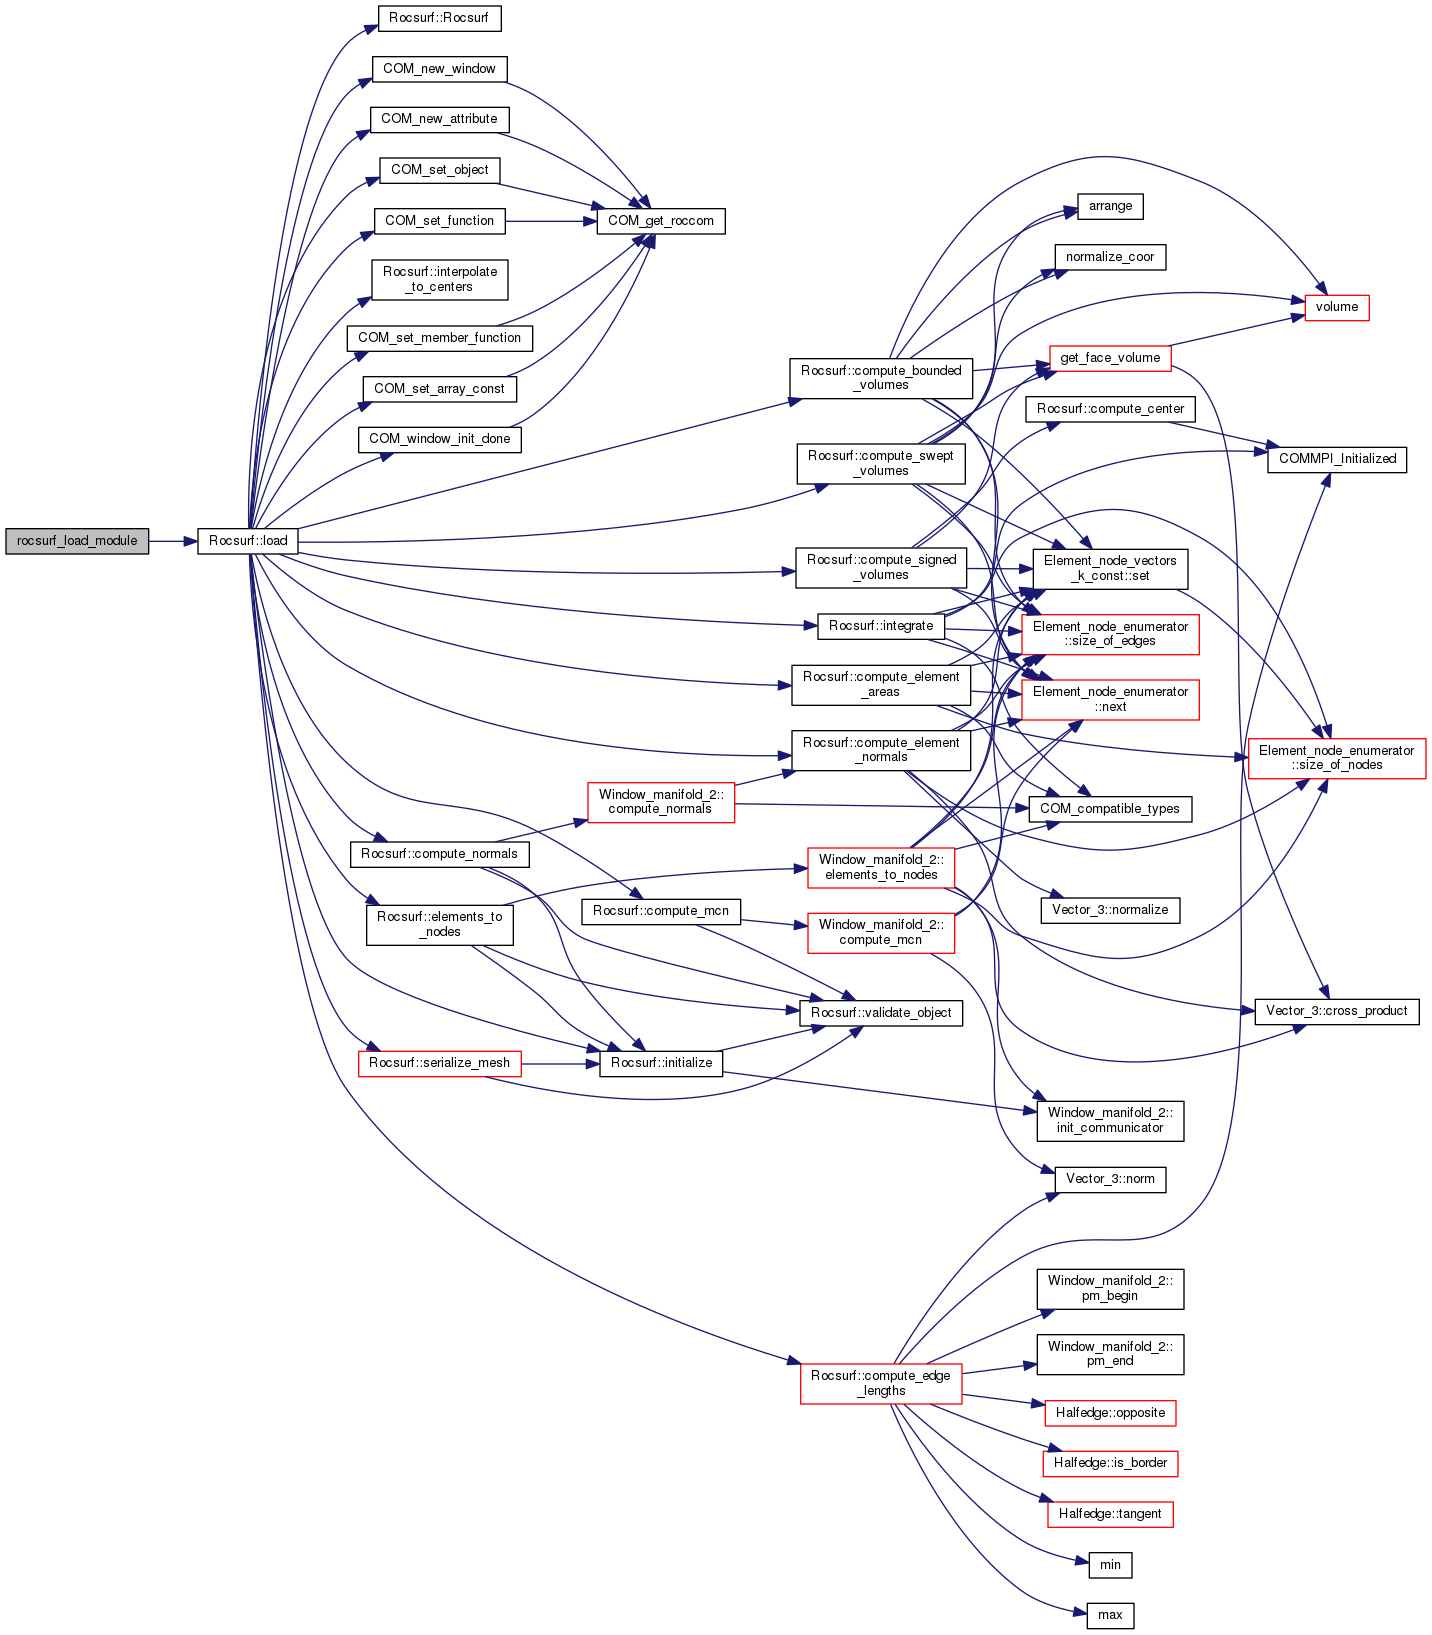 rocsurf_load_module
Rocsurf::load
Rocsurf::Rocsurf
COM_new_window
COM_new_attribute
COM_set_object
COM_set_function
Rocsurf::interpolate
_to_centers
COM_set_member_function
COM_set_array_const
COM_window_init_done
Window_manifold_2::
compute_normals
Rocsurf::compute_normals
Rocsurf::elements_to
_nodes
Rocsurf::serialize_mesh
COM_get_roccom
Rocsurf::compute_mcn
Rocsurf::initialize
Rocsurf::compute_bounded
_volumes
Rocsurf::compute_swept
_volumes
Rocsurf::compute_signed
_volumes
Rocsurf::integrate
Rocsurf::compute_element
_areas
Rocsurf::compute_element
_normals
Window_manifold_2::
elements_to_nodes
Window_manifold_2::
compute_mcn
Rocsurf::validate_object
Rocsurf::compute_edge
_lengths
arrange
normalize_coor
get_face_volume
Rocsurf::compute_center
Element_node_vectors
_k_const::set
Element_node_enumerator
::size_of_edges
Element_node_enumerator
::next
COM_compatible_types
Vector_3::normalize
Window_manifold_2::
init_communicator
Vector_3::norm
Window_manifold_2::
pm_begin
Window_manifold_2::
pm_end
Halfedge::opposite
Halfedge::is_border
Halfedge::tangent
min
max
volume
COMMPI_Initialized
Element_node_enumerator
::size_of_nodes
Vector_3::cross_product